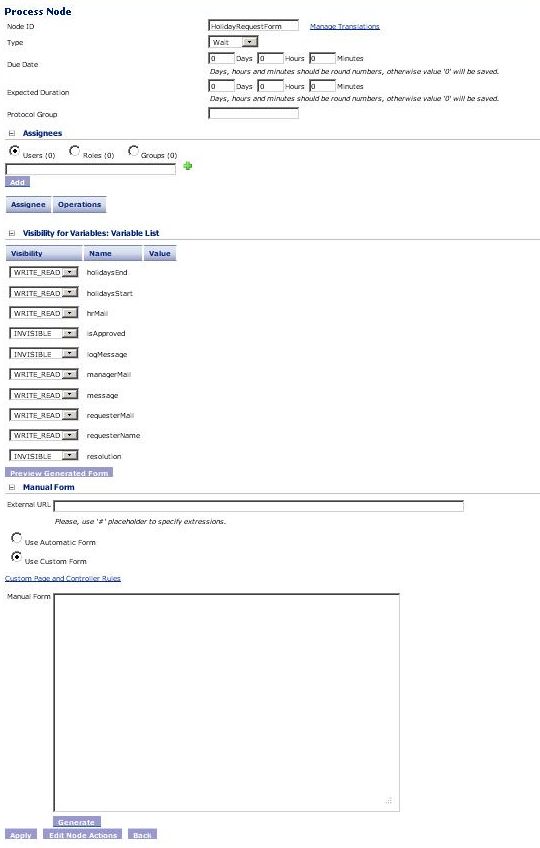 Process Node
Node ID HolidayRequestForm Manage Translations
Type Wait
Due Date 0 Days 0 Hours 0 Minutes
Days, hours and minutes should be round numbers, otherwise value '0' will be saved.
Expected Duration 0 Days 0 Hours 0 Minutes
Days, hours and minutes should be round numbers, otherwise value '0' will be saved.
Protocol Group
Assignees
Users (0) Roles (0) Groups (0)
Add
Assignee Operations
Visibility for Variables: Variable List
Visibility Name Value
WRITE_READ holidaysEnd
WRITE_READ holidaysStart
WRITE_READ hrMail
INVISIBLE isApproved
INVISIBLE logMessage
WRITE_READ managerMail
WRITE_READ message
WRITE_READ requesterMail
WRITE_READ requesterName
INVISIBLE resolution
Preview Generated Form
Manual Form
External URL
Please, use '#' placeholder to specify expressions.
Use Automatic Form
Use Custom Form
Custom Page and Controller Rules
Manual Form
Generate
Apply Edit Node Actions Back